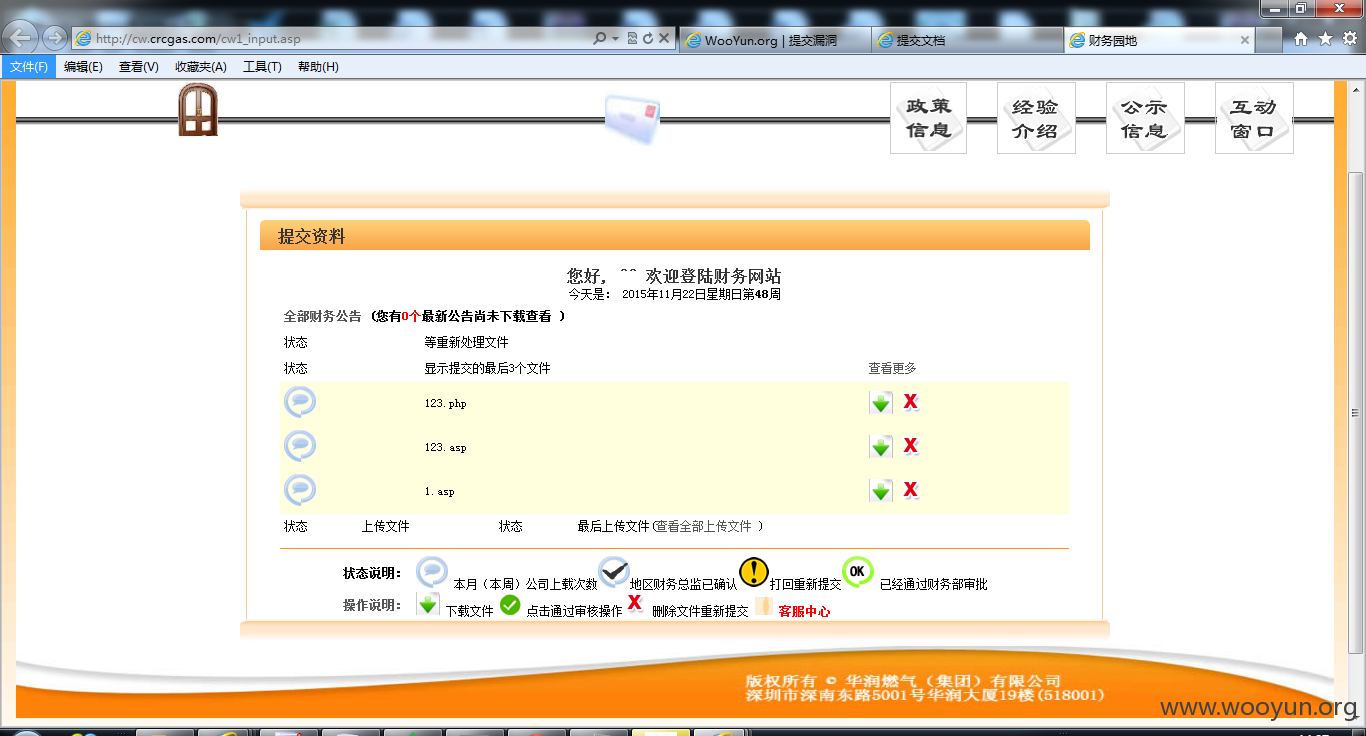 http://cw.crcgas.com/cw1_input.asp
WooYun.org | 提交漏洞
提交文档
财务园地
文件(F) 编辑(E) 查看(V) 收藏夹(A) 工具(T) 帮助(H)
政策信息
经验介绍
公示信息
互动窗口
提交资料
您好, 欢迎登陆财务网站
今天是： 2015年11月22日星期日第48周
全部财务公告 (您有0个最新公告尚未下载查看 )
状态 等重新处理文件
状态 显示提交的最后3个文件 查看更多
123.php X
123.asp X
1.asp X
状态 上传文件 状态 最后上传文件(查看全部上传文件 )
状态说明： 本月（本周）公司上载次数 地区财务总监已确认 ! 打回重新提交 OK 已经通过财务部审批
操作说明： 下载文件 点击通过审核操作 X 删除文件重新提交 客服中心
版权所有 © 华润燃气（集团）有限公司
深圳市深南东路5001号华润大厦19楼(518001)
www.wooyun.org